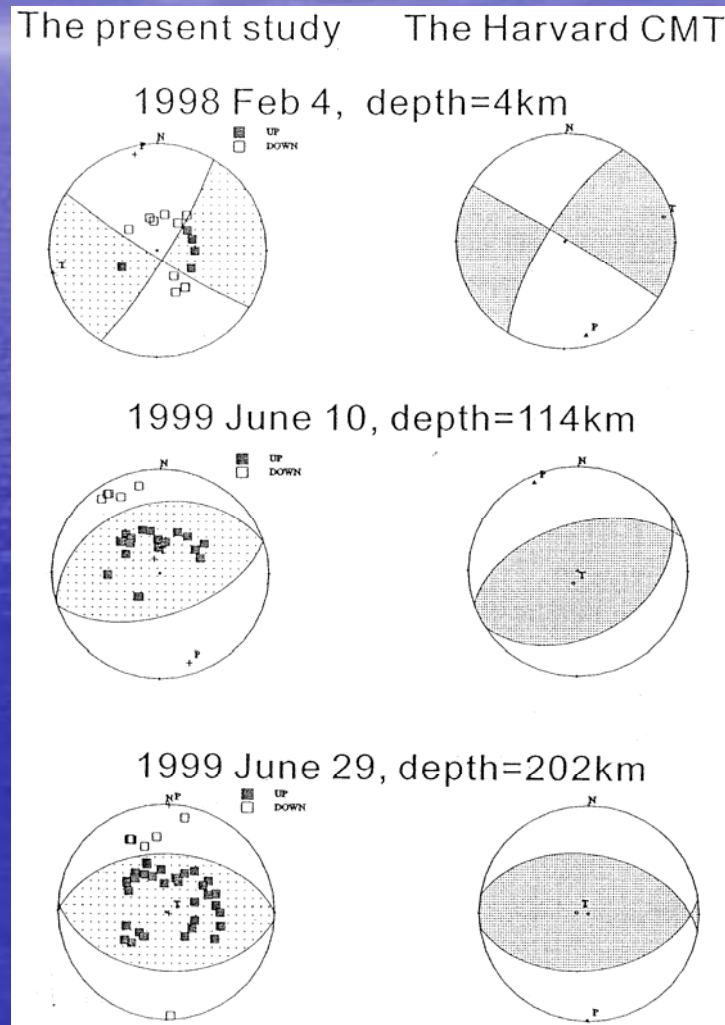 The present study The Harvard CMT
1998 Feb 4, depth=4km
N
P
UP
DOWN
T
N
T
P
1999 June 10, depth=114km
N
UP
DOWN
P
N
P
T
1999 June 29, depth=202km
N P
UP
DOWN
T
N
T
P